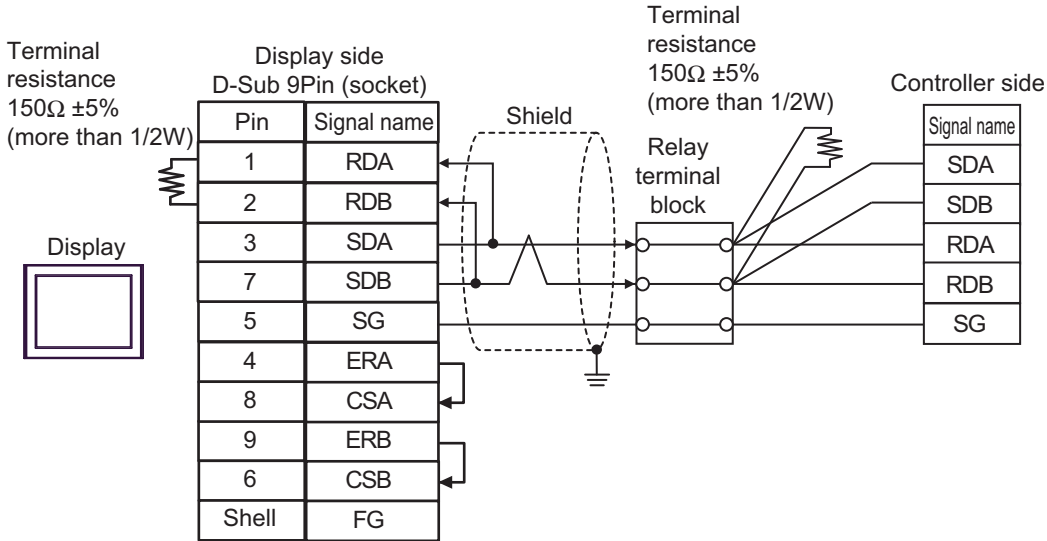 Terminal
resistance
150Ω ±5%
(more than 1/2W)
Display side
D-Sub 9Pin (socket)
Pin Signal name
1 RDA
2 RDB
3 SDA
7 SDB
5 SG
4 ERA
8 CSA
9 ERB
6 CSB
Shell FG
Display
Shield
Relay
terminal
block
Terminal
resistance
150Ω ±5%
(more than 1/2W)
Controller side
Signal name
SDA
SDB
RDA
RDB
SG